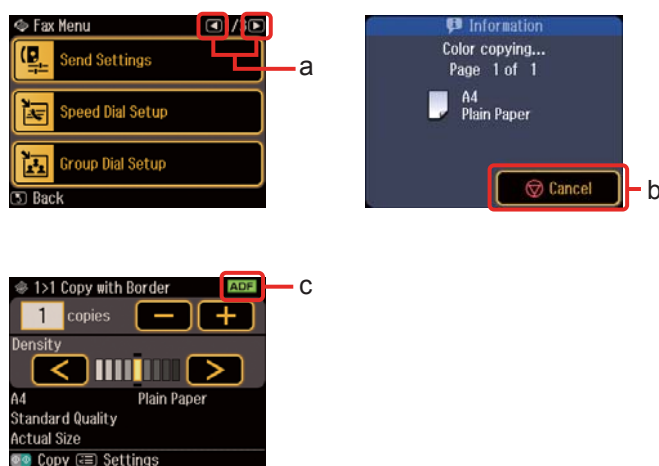 Fax Menu
a
Send Settings
Speed Dial Setup
Group Dial Setup
Back
Information
Color copying...
Page 1 of 1
A4
Plain Paper
Cancel
b
1>1 Copy with Border ADF
c
1 copies − +
Density
< >
A4 Plain Paper
Standard Quality
Actual Size
Copy Settings